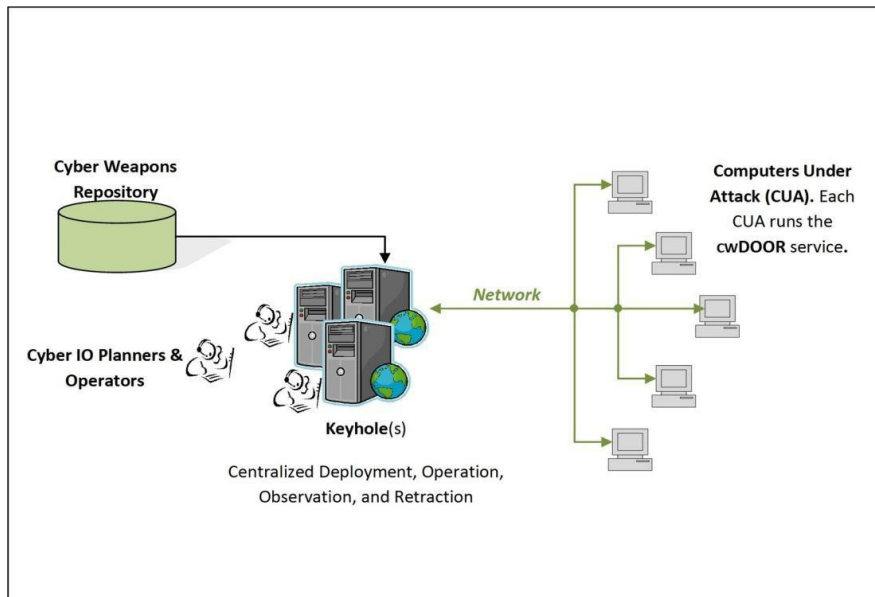 Cyber Weapons
Repository
Computers Under
Attack (CUA). Each
CUA runs the
cwDOOR service.
Network
Cyber IO Planners &
Operators
Keyhole(s)
Centralized Deployment, Operation,
Observation, and Retraction